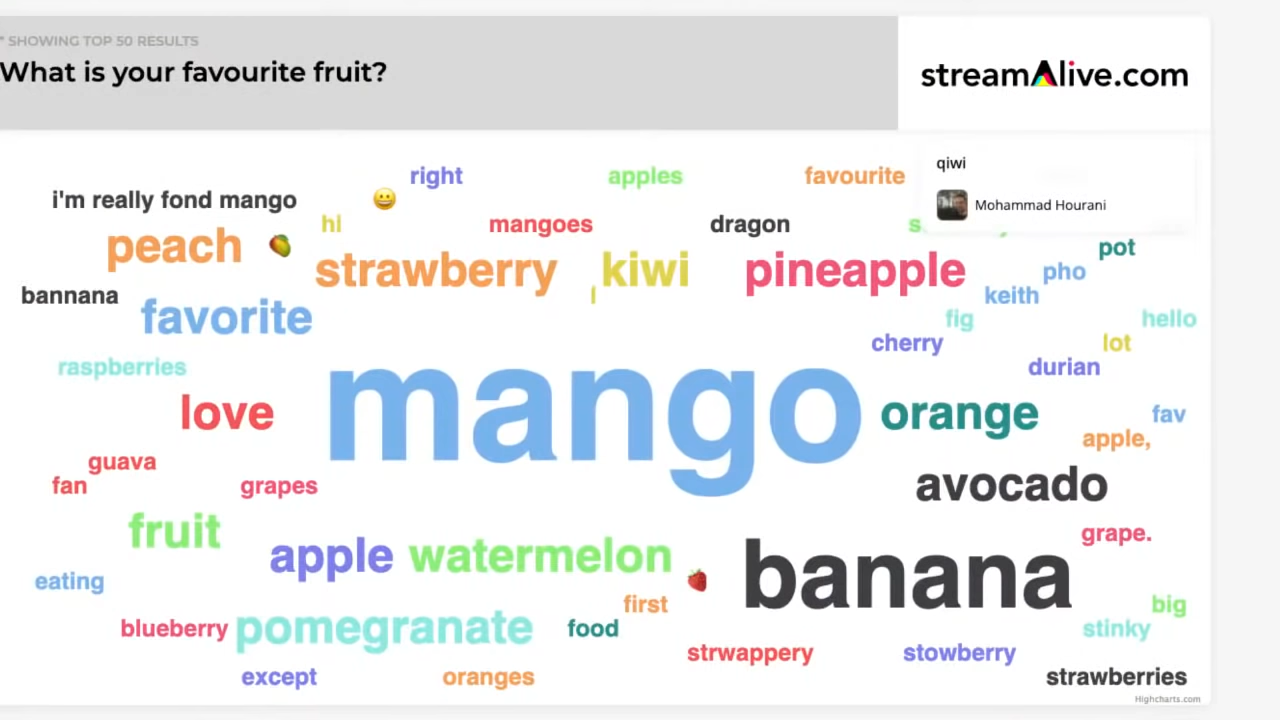 * SHOWING TOP 50 RESULTS
What is your favourite fruit?
streamAlive.com
qiwi
Mohammad Hourani
right
apples
favourite
i'm really fond mango
hi
mangoes
dragon
peach
strawberry
kiwi
pineapple
pot
pho
bannana
keith
favorite
fig
hello
cherry
lot
raspberries
durian
love
mango
orange
fav
apple,
guava
fan
grapes
avocado
fruit
apple
watermelon
grape.
banana
eating
first
big
blueberry
pomegranate
food
stinky
strwappery
stowberry
except
oranges
strawberries
Highcharts.com